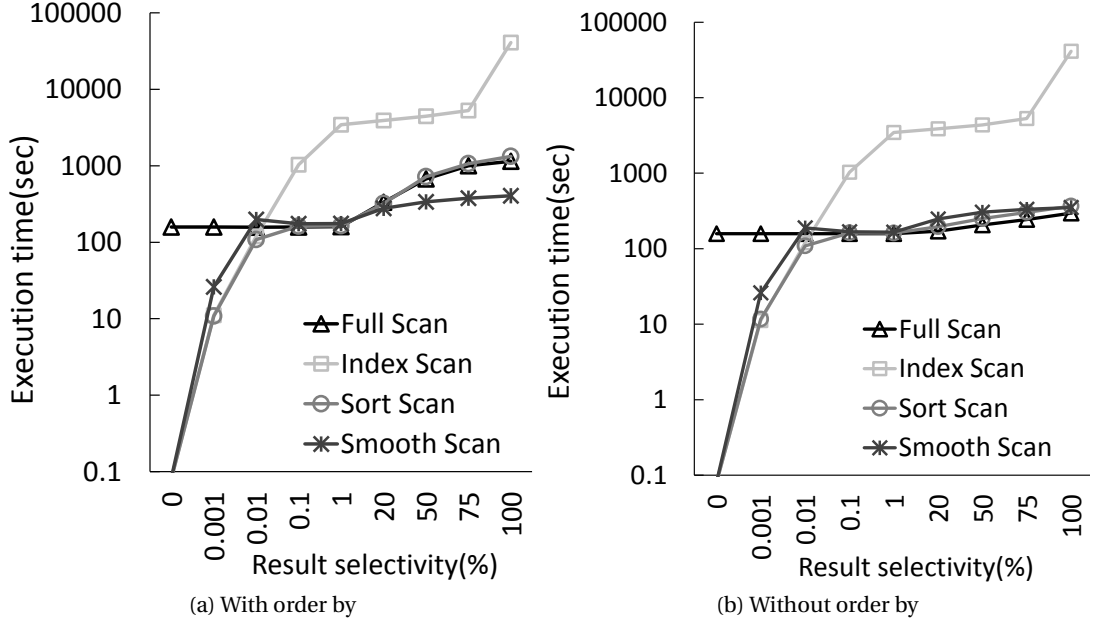 100000
10000
1000
100
10
1
0.1
Execution time(sec)
Full Scan
Index Scan
Sort Scan
Smooth Scan
0
0.001
0.01
0.1
1
20
50
75
100
Result selectivity(%)
(a) With order by
100000
10000
1000
100
10
1
0.1
Execution time(sec)
Full Scan
Index Scan
Sort Scan
Smooth Scan
0
0.001
0.01
0.1
1
20
50
75
100
Result selectivity(%)
(b) Without order by